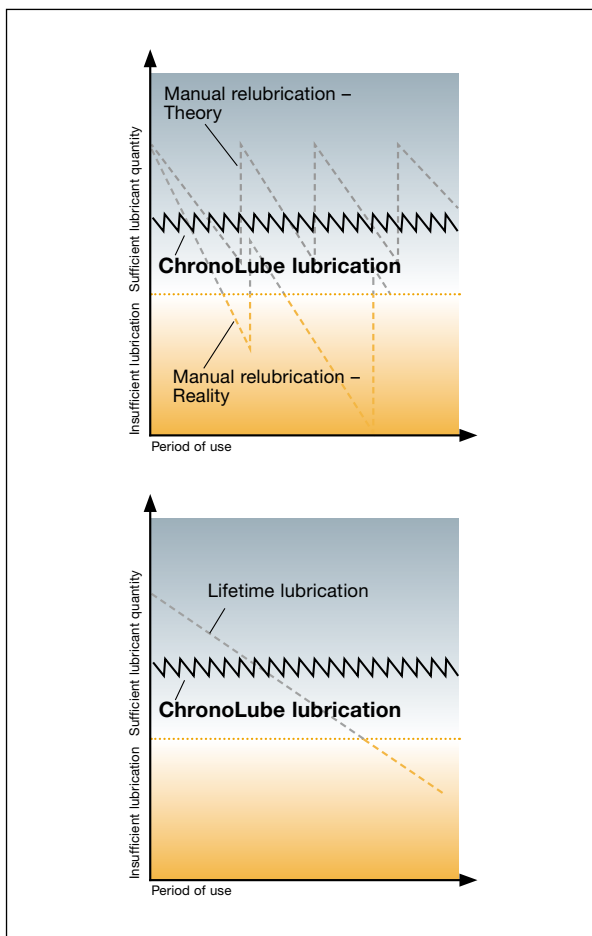 Manual relubrication –
Theory
Sufficient lubricant quantity
ChronoLube lubrication
Insufficient lubrication
Manual relubrication –
Reality
Period of use
Lifetime lubrication
Sufficient lubricant quantity
ChronoLube lubrication
Insufficient lubrication
Period of use